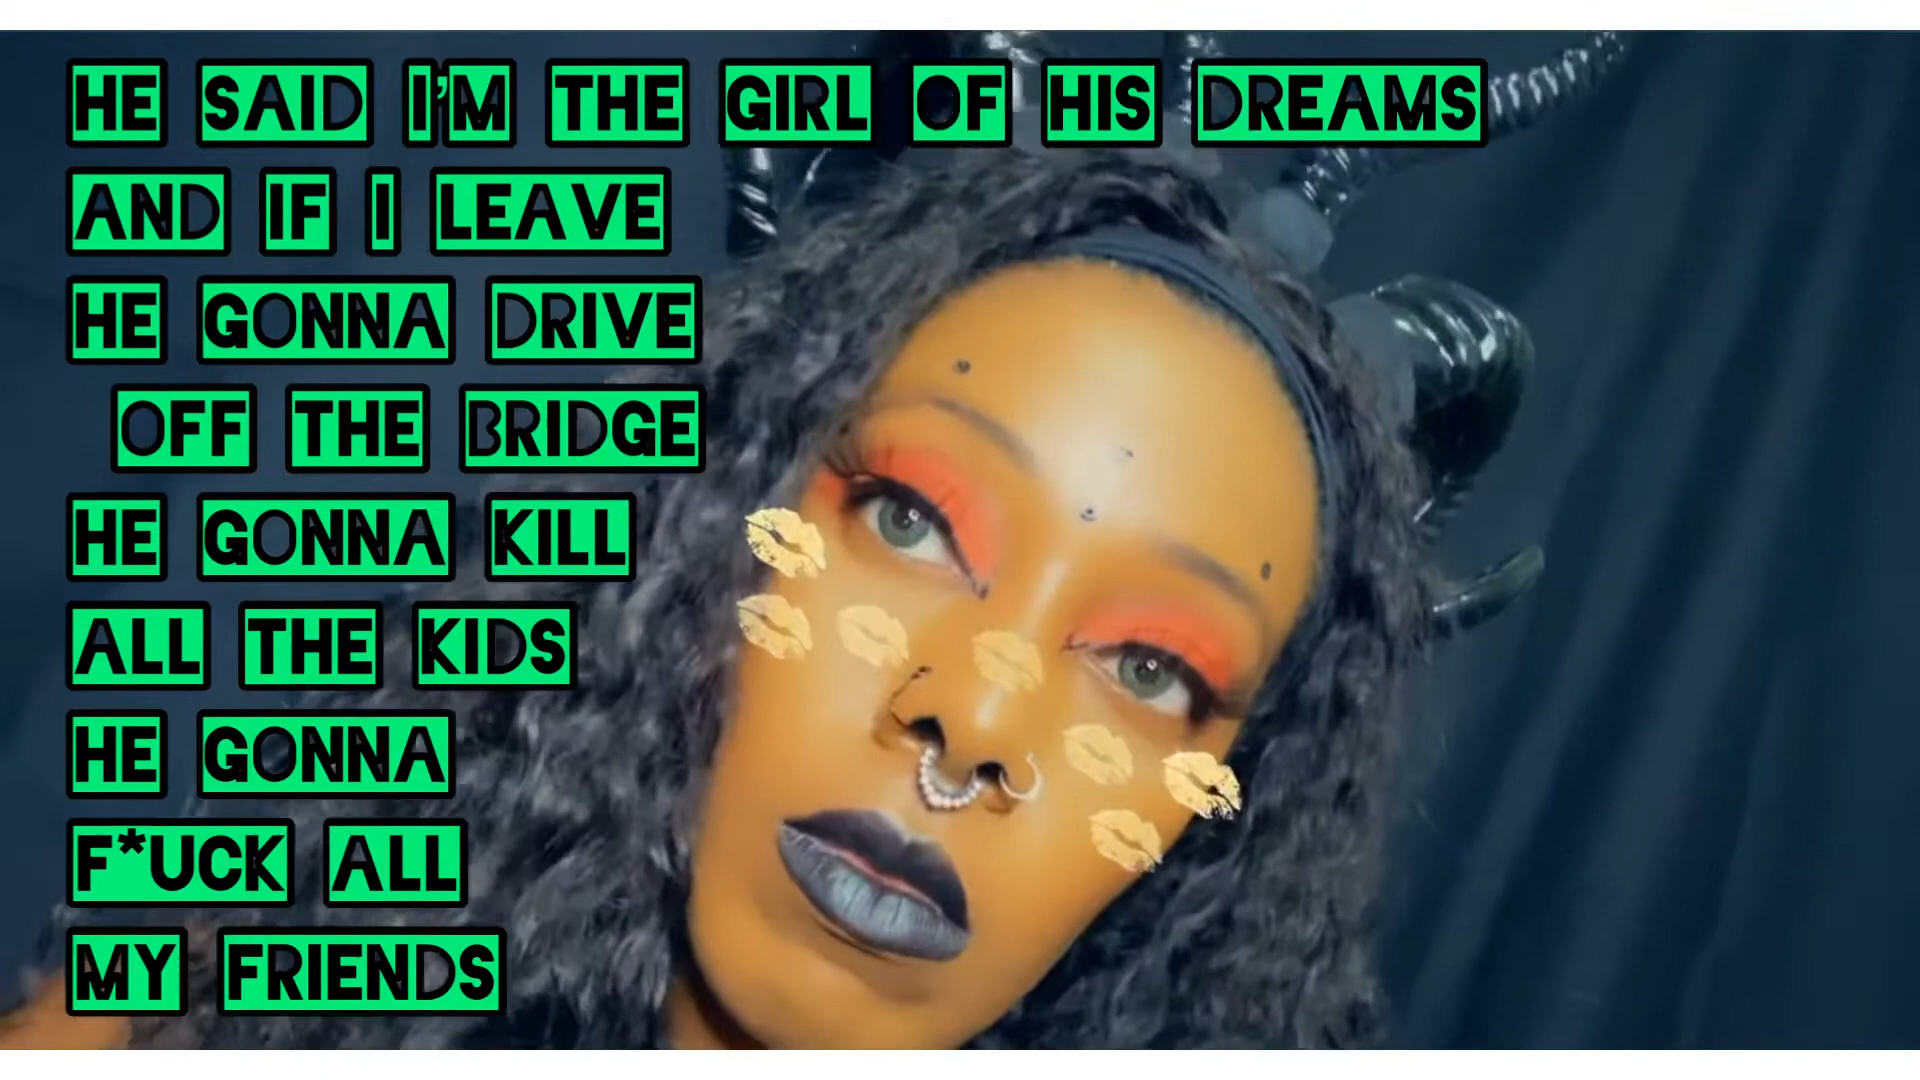 HE SAID I'M THE GIRL OF HIS DREAMS
AND IF I LEAVE
HE GONNA DRIVE
OFF THE BRIDGE
HE GONNA KILL
ALL THE KIDS
HE GONNA
F*UCK ALL
MY FRIENDS